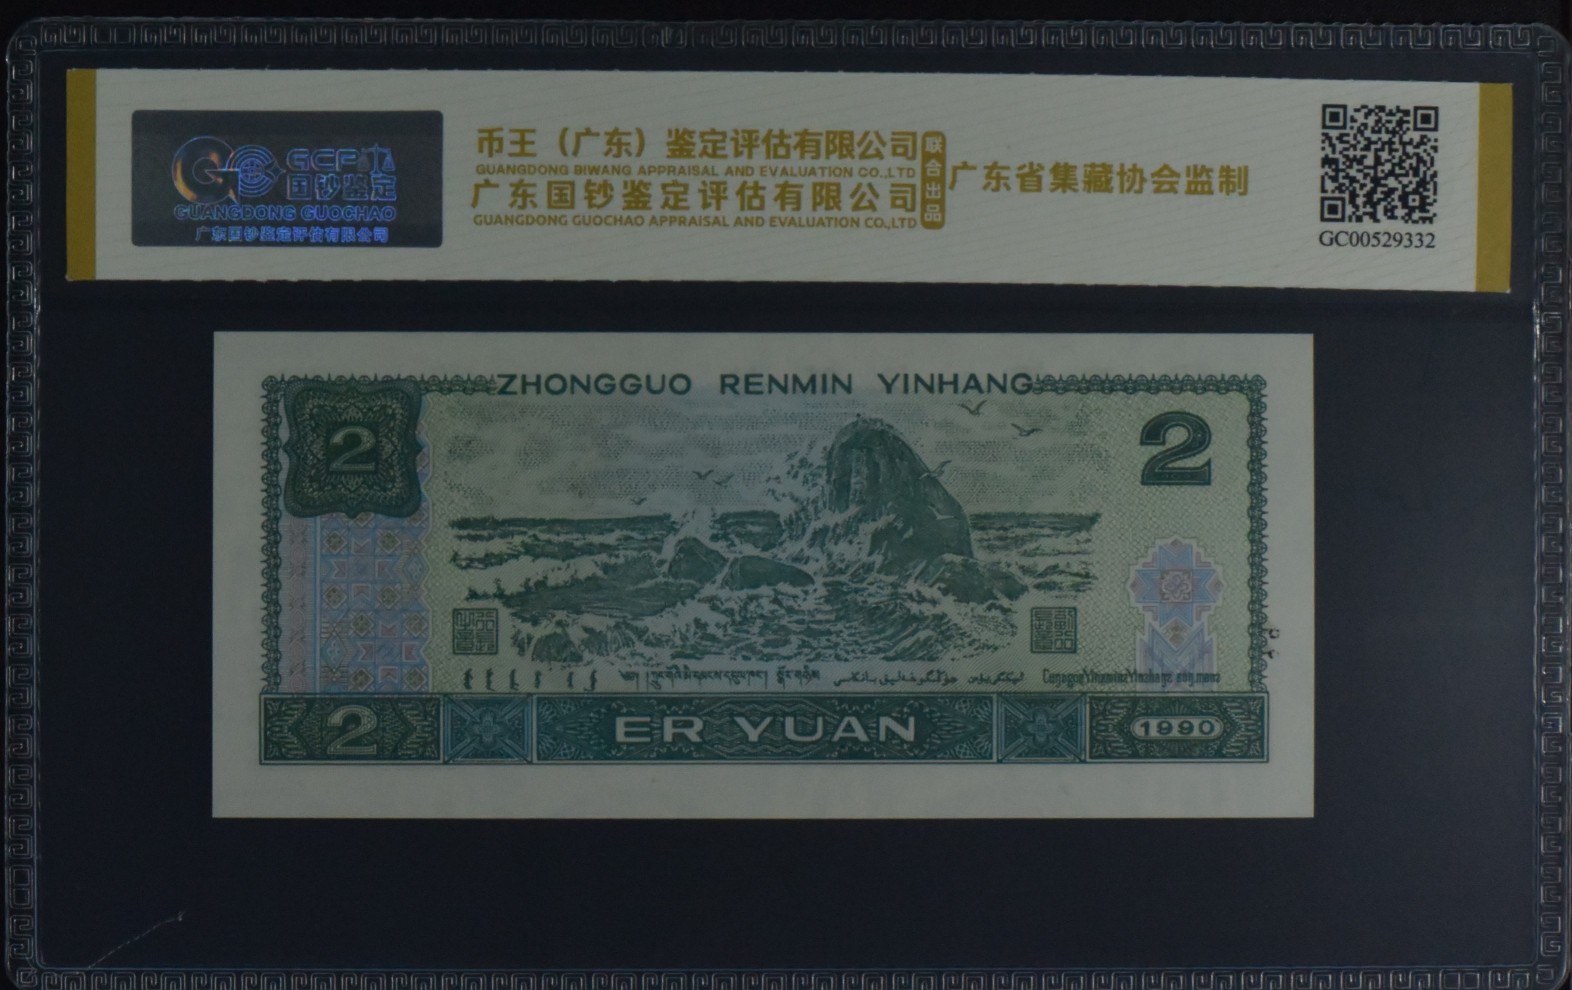 GCF
国钞鉴定
GUANGDONG GUOCHAO
广东国钞鉴定评估有限公司
币王（广东）鉴定评估有限公司
GUANGDONG BIWANG APPRAISAL AND EVALUATION CO.,LTD
广东国钞鉴定评估有限公司
GUANGDONG GUOCHAO APPRAISAL AND EVALUATION CO.,LTD
联合出品
广东省集藏协会监制
GC00529332
ZHONGGUO RENMIN YINHANG
2
2
2
ER YUAN
1990